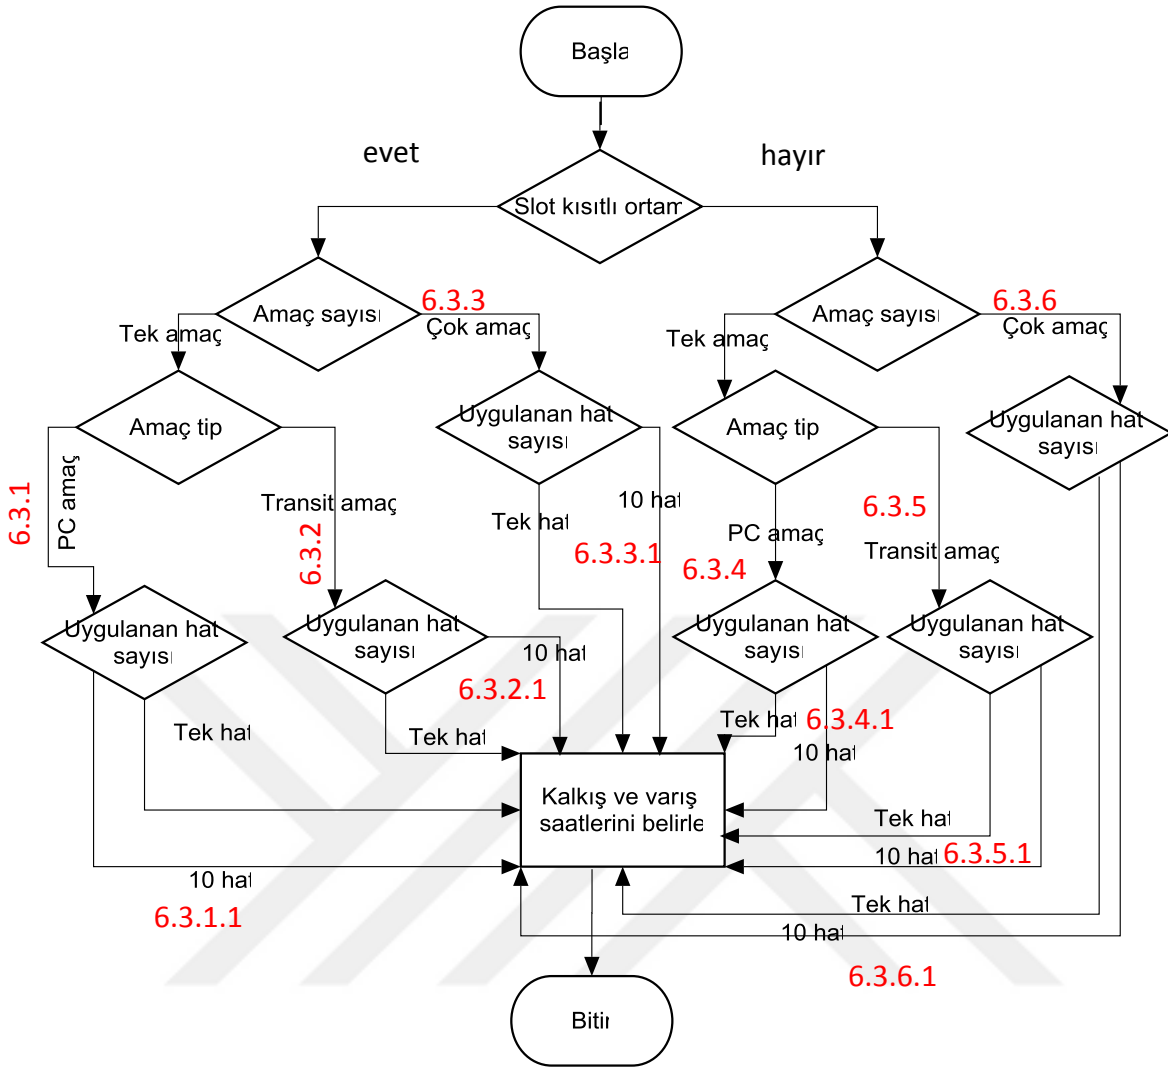 Başla
evet
hayır
Slot kısıtlı ortam
Amaç sayısı
6.3.3
Çok amaç
Tek amaç
Amaç sayısı
6.3.6
Çok amaç
Tek amaç
Amaç tip
Uygulanan hat
sayısı
Amaç tip
Uygulanan hat
sayısı
6.3.1
PC amaç
Transit amaç
6.3.2
Tek hat
10 hat
6.3.3.1
6.3.4
PC amaç
6.3.5
Transit amaç
Uygulanan hat
sayısı
Uygulanan hat
sayısı
10 hat
6.3.2.1
Uygulanan hat
sayısı
Uygulanan hat
sayısı
Tek hat
Tek hat
Tek hat
6.3.4.1
10 hat
Kalkış ve varış
saatlerini belirle
Tek hat
10 hat
6.3.5.1
10 hat
6.3.1.1
Tek hat
10 hat
6.3.6.1
Bitir